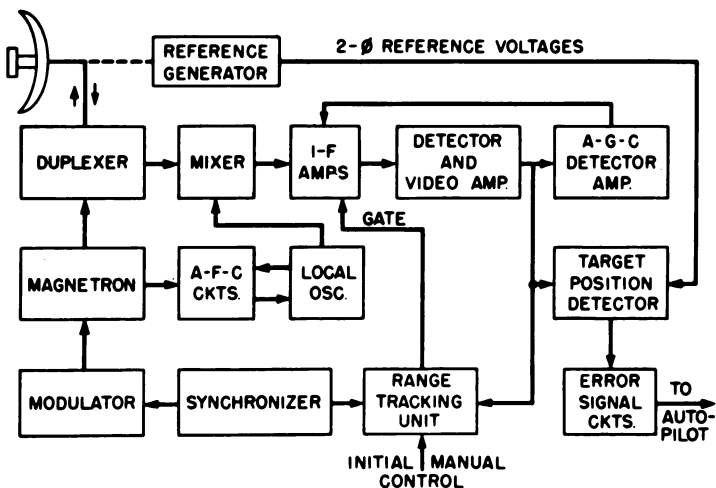 REFERENCE
GENERATOR
2-Ø REFERENCE VOLTAGES
DUPLEXER
MIXER
I-F
AMPS
DETECTOR
AND
VIDEO AMP.
A-G-C
DETECTOR
AMP.
GATE
MAGNETRON
A-F-C
CKTS.
LOCAL
OSC.
TARGET
POSITION
DETECTOR
MODULATOR
SYNCHRONIZER
RANGE
TRACKING
UNIT
ERROR
SIGNAL
CKTS.
TO
AUTO-
PILOT
INITIAL MANUAL
CONTROL